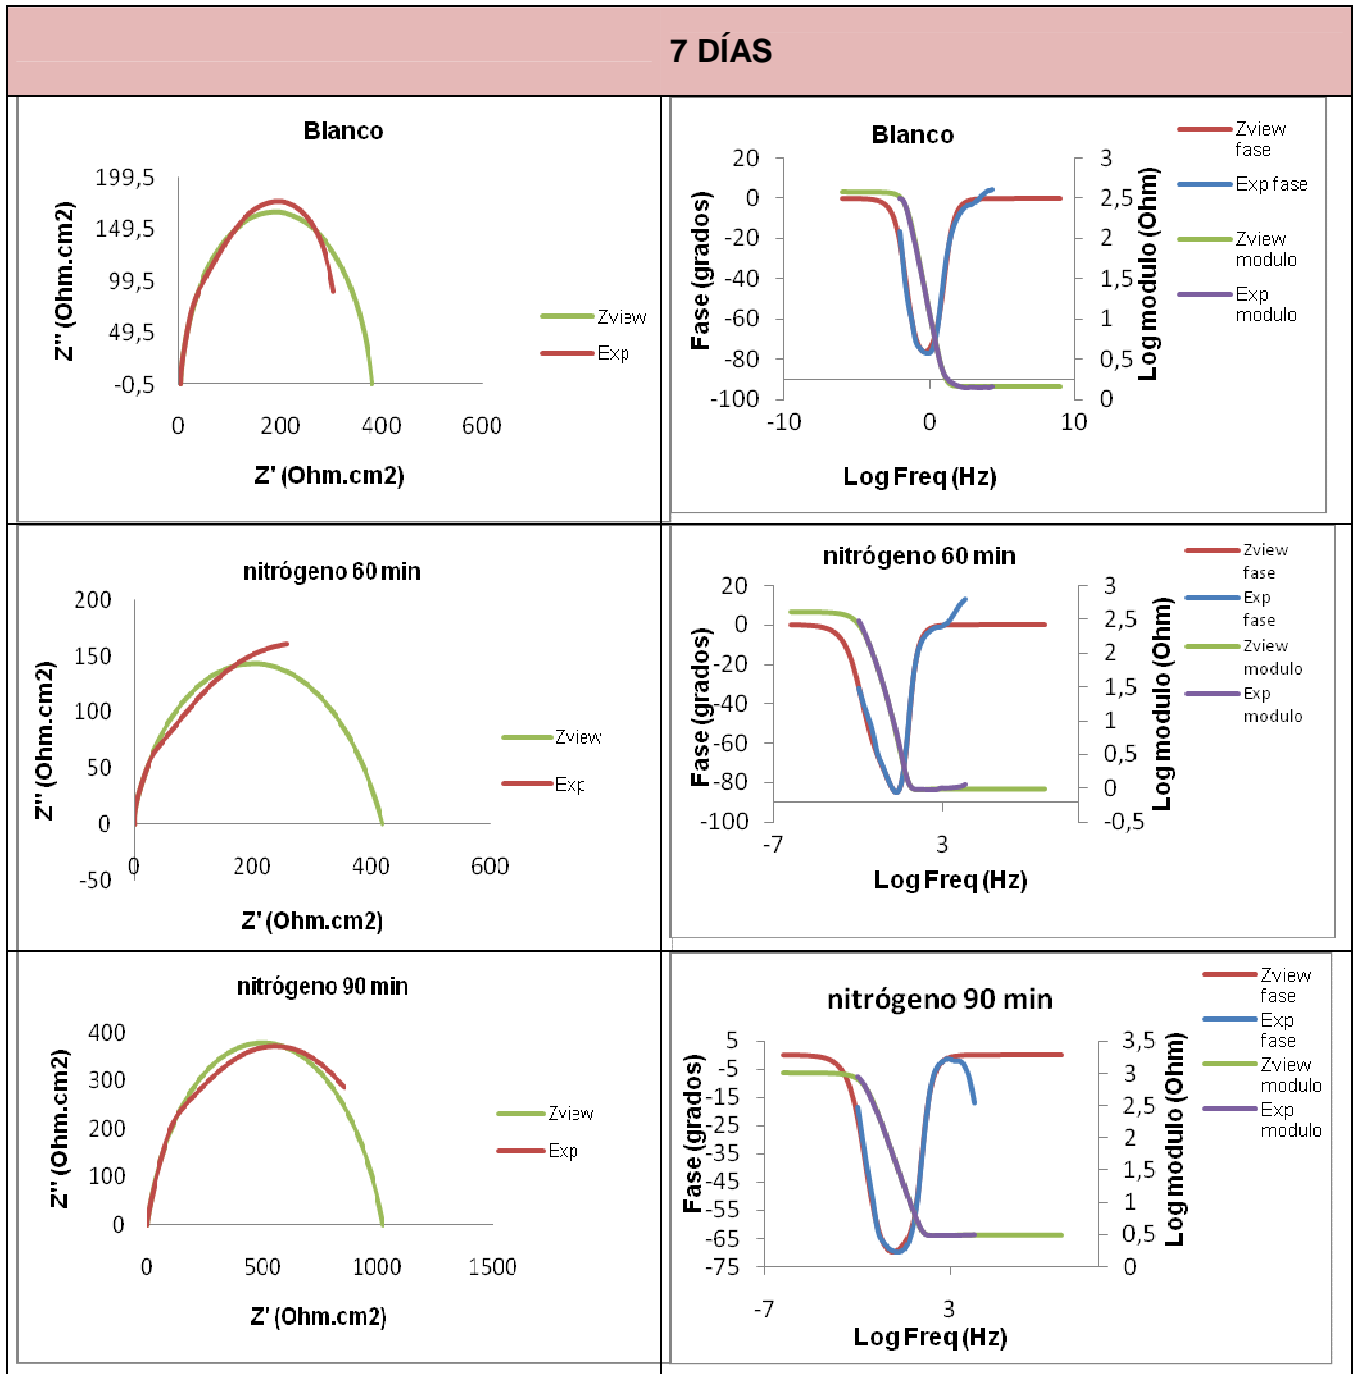 7 DÍAS
Blanco
Z'' (Ohm.cm2)
199,5
149,5
99,5
49,5
-0,5
0 200 400 600
Z' (Ohm.cm2)
Zview
Exp
Blanco
Fase (grados)
20
0
-20
-40
-60
-80
-100
-10 0 10
Log Freq (Hz)
3
2,5
2
1,5
1
0,5
0
Log modulo (Ohm)
Zview
fase
Exp fase
Zview
modulo
Exp
modulo
nitrógeno 60 min
Z'' (Ohm.cm2)
200
150
100
50
0
-50
0 200 400 600
Z' (Ohm.cm2)
Zview
Exp
nitrógeno 60 min
Fase (grados)
20
0
-20
-40
-60
-80
-100
-7 3
Log Freq (Hz)
3
2,5
2
1,5
1
0,5
0
-0,5
Log modulo (Ohm)
Zview
fase
Exp
fase
Zview
modulo
Exp
modulo
nitrógeno 90 min
Z'' (Ohm.cm2)
400
300
200
100
0
0 500 1000 1500
Z' (Ohm.cm2)
Zview
Exp
nitrógeno 90 min
Fase (grados)
5
-5
-15
-25
-35
-45
-55
-65
-75
-7 3
Log Freq (Hz)
3,5
3
2,5
2
1,5
1
0,5
0
Log modulo (Ohm)
Zview
fase
Exp
fase
Zview
modulo
Exp
modulo